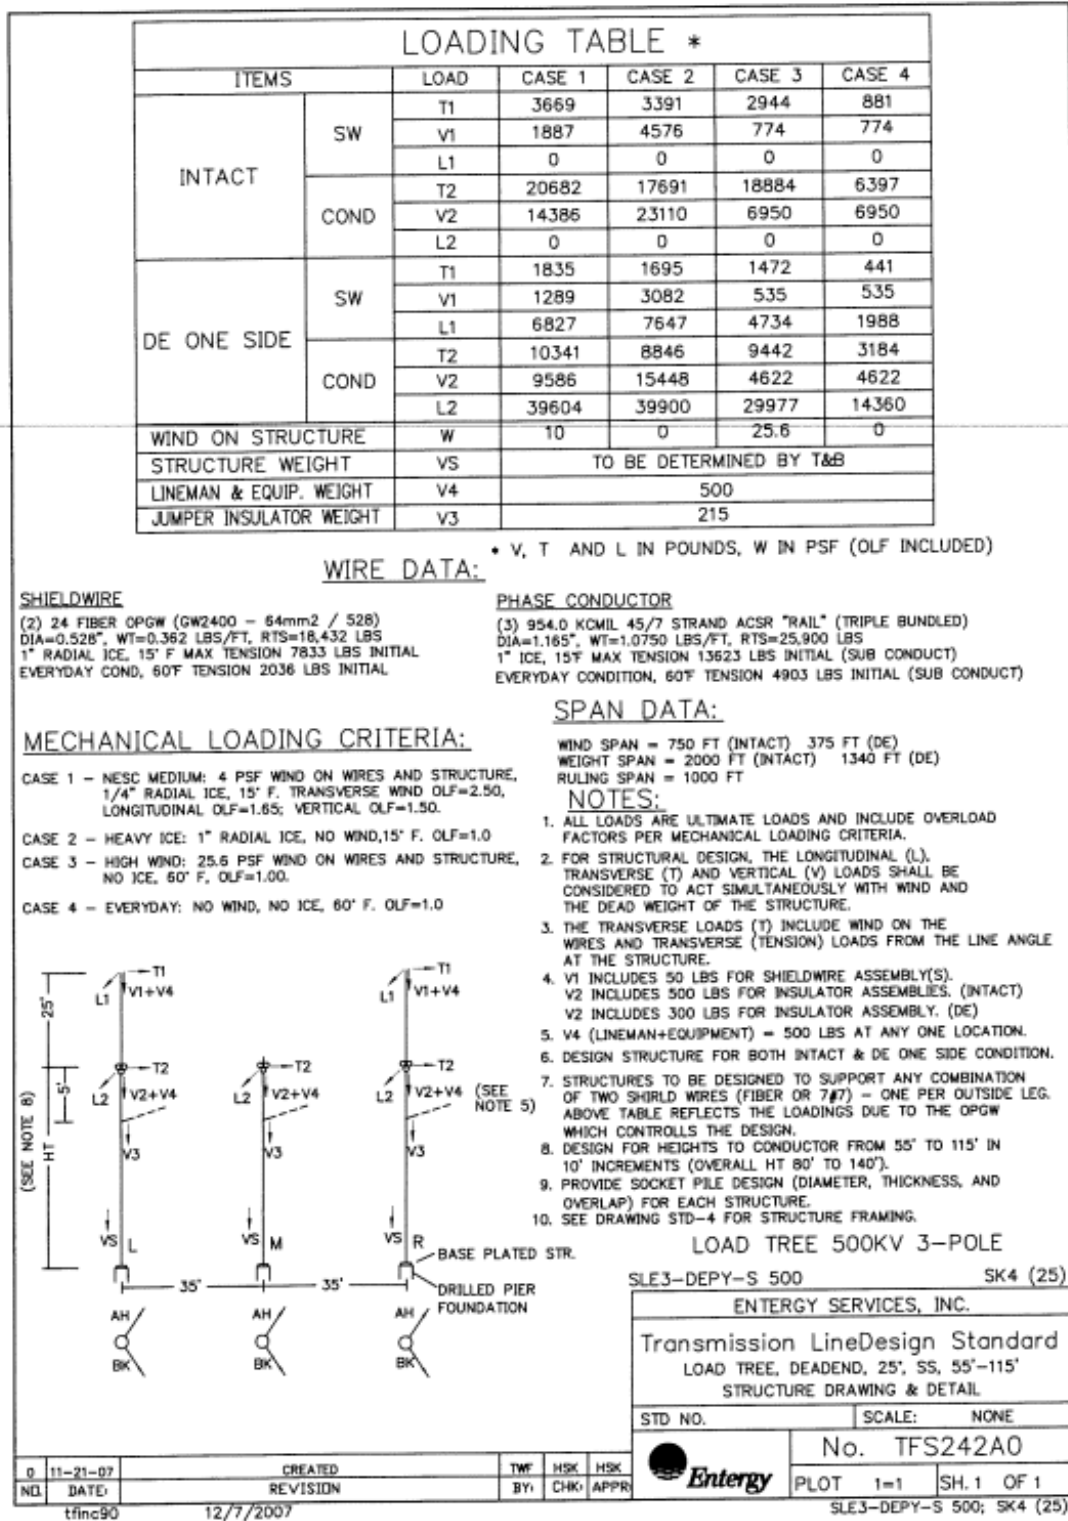 LOADING TABLE *
ITEMS LOAD CASE 1 CASE 2 CASE 3 CASE 4
INTACT SW T1 3669 3391 2944 881
V1 1887 4576 774 774
L1 0 0 0 0
COND T2 20682 17691 18884 6397
V2 14386 23110 6950 6950
L2 0 0 0 0
DE ONE SIDE SW T1 1835 1695 1472 441
V1 1289 3082 535 535
L1 6827 7647 4734 1988
COND T2 10341 8846 9442 3184
V2 9586 15448 4622 4622
L2 39604 39900 29977 14360
WIND ON STRUCTURE W 10 0 25.6 0
STRUCTURE WEIGHT VS TO BE DETERMINED BY T&B
LINEMAN & EQUIP. WEIGHT V4 500
JUMPER INSULATOR WEIGHT V3 215
* V, T AND L IN POUNDS, W IN PSF (OLF INCLUDED)
WIRE DATA:
SHIELDWIRE
(2) 24 FIBER OPGW (GW2400 - 64mm2 / 528)
DIA=0.528", WT=0.362 LBS/FT, RTS=18,432 LBS
1" RADIAL ICE, 15° F MAX TENSION 7833 LBS INITIAL
EVERYDAY COND, 60°F TENSION 2036 LBS INITIAL
PHASE CONDUCTOR
(3) 954.0 KCMIL 45/7 STRAND ACSR "RAIL" (TRIPLE BUNDLED)
DIA=1.165", WT=1.0750 LBS/FT, RTS=25,900 LBS
1" ICE, 15°F MAX TENSION 13623 LBS INITIAL (SUB CONDUCT)
EVERYDAY CONDITION, 60°F TENSION 4903 LBS INITIAL (SUB CONDUCT)
SPAN DATA:
WIND SPAN = 750 FT (INTACT) 375 FT (DE)
WEIGHT SPAN = 2000 FT (INTACT) 1340 FT (DE)
RULING SPAN = 1000 FT
MECHANICAL LOADING CRITERIA:
CASE 1 - NESC MEDIUM: 4 PSF WIND ON WIRES AND STRUCTURE,
1/4" RADIAL ICE, 15° F. TRANSVERSE WIND OLF=2.50,
LONGITUDINAL OLF=1.65; VERTICAL OLF=1.50.
CASE 2 - HEAVY ICE: 1" RADIAL ICE, NO WIND,15° F. OLF=1.0
CASE 3 - HIGH WIND: 25.6 PSF WIND ON WIRES AND STRUCTURE,
NO ICE, 60° F, OLF=1.00.
CASE 4 - EVERYDAY: NO WIND, NO ICE, 60° F. OLF=1.0
NOTES:
1. ALL LOADS ARE ULTIMATE LOADS AND INCLUDE OVERLOAD
FACTORS PER MECHANICAL LOADING CRITERIA.
2. FOR STRUCTURAL DESIGN, THE LONGITUDINAL (L),
TRANSVERSE (T) AND VERTICAL (V) LOADS SHALL BE
CONSIDERED TO ACT SIMULTANEOUSLY WITH WIND AND
THE DEAD WEIGHT OF THE STRUCTURE.
3. THE TRANSVERSE LOADS (T) INCLUDE WIND ON THE
WIRES AND TRANSVERSE (TENSION) LOADS FROM THE LINE ANGLE
AT THE STRUCTURE.
4. V1 INCLUDES 50 LBS FOR SHIELDWIRE ASSEMBLY(S).
V2 INCLUDES 500 LBS FOR INSULATOR ASSEMBLIES. (INTACT)
V2 INCLUDES 300 LBS FOR INSULATOR ASSEMBLY. (DE)
5. V4 (LINEMAN+EQUIPMENT) = 500 LBS AT ANY ONE LOCATION.
6. DESIGN STRUCTURE FOR BOTH INTACT & DE ONE SIDE CONDITION.
7. STRUCTURES TO BE DESIGNED TO SUPPORT ANY COMBINATION
OF TWO SHIRLD WIRES (FIBER OR 7#7) - ONE PER OUTSIDE LEG.
ABOVE TABLE REFLECTS THE LOADINGS DUE TO THE OPGW
WHICH CONTROLLS THE DESIGN.
8. DESIGN FOR HEIGHTS TO CONDUCTOR FROM 55' TO 115' IN
10' INCREMENTS (OVERALL HT 80' TO 140').
9. PROVIDE SOCKET PILE DESIGN (DIAMETER, THICKNESS, AND
OVERLAP) FOR EACH STRUCTURE.
10. SEE DRAWING STD-4 FOR STRUCTURE FRAMING.
T1 T1
L1 V1+V4 L1 V1+V4
25'
T2 T2 T2
L2 V2+V4 L2 V2+V4 L2 V2+V4 (SEE
NOTE 5)
5'
V3 V3 V3
(SEE NOTE 8)
HT
VS L VS M VS R
BASE PLATED STR.
35' 35'
DRILLED PIER
FOUNDATION
AH AH AH
BK BK BK
LOAD TREE 500KV 3-POLE
SLE3-DEPY-S 500 SK4 (25)
ENTERGY SERVICES, INC.
Transmission LineDesign Standard
LOAD TREE, DEADEND, 25°, SS, 55'-115'
STRUCTURE DRAWING & DETAIL
STD NO. SCALE: NONE
Entergy
No. TFS242A0
PLOT 1=1 SH. 1 OF 1
0 11-21-07 CREATED TWF HSK HSK
NO. DATE: REVISION BY: CHK: APPR:
tfinc90 12/7/2007
SLE3-DEPY-S 500; SK4 (25)